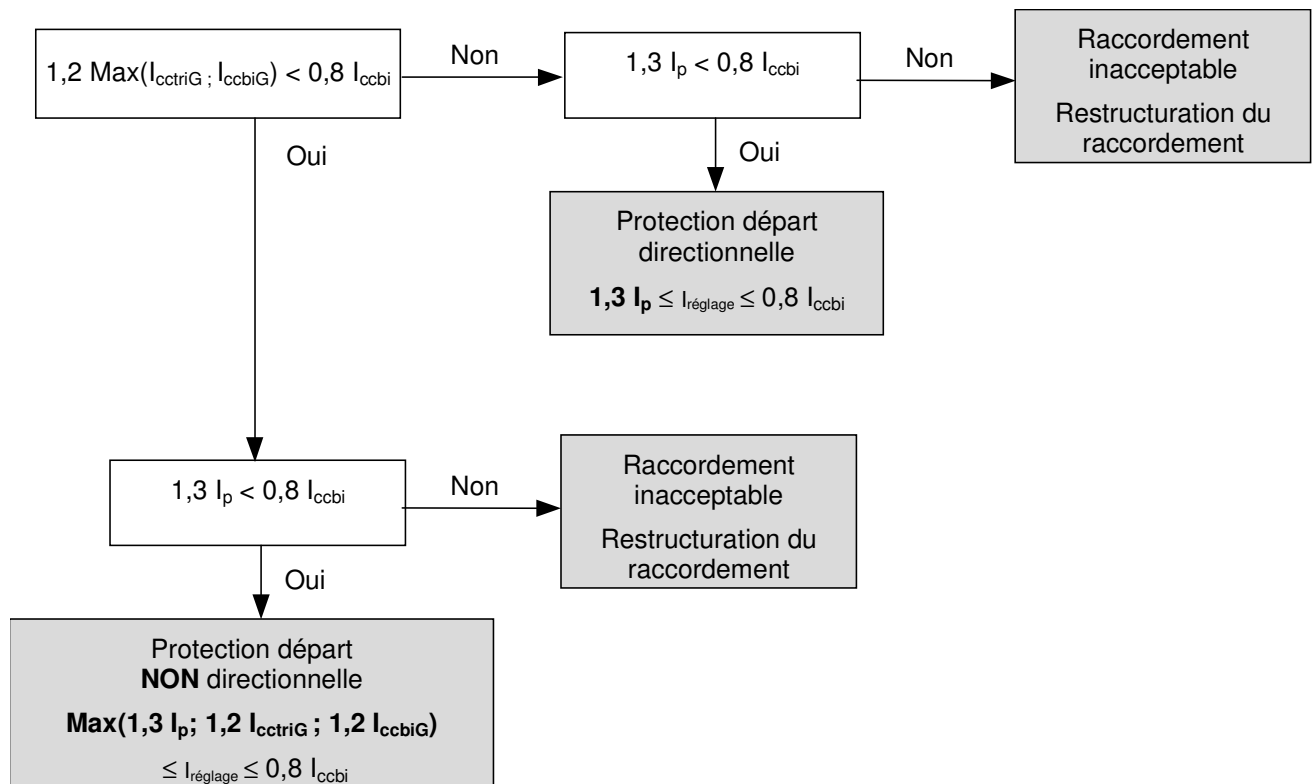 1,2 Max(IcctriG ; IccbiG) < 0,8 Iccbi
Non
1,3 Ip < 0,8 Iccbi
Non
Raccordement
inacceptable
Restructuration du
raccordement
Oui
Oui
Protection départ
directionnelle
1,3 Ip ≤ Iréglage ≤ 0,8 Iccbi
1,3 Ip < 0,8 Iccbi
Non
Raccordement
inacceptable
Restructuration du
raccordement
Oui
Protection départ
NON directionnelle
Max(1,3 Ip; 1,2 IcctriG ; 1,2 IccbiG)
≤ Iréglage ≤ 0,8 Iccbi